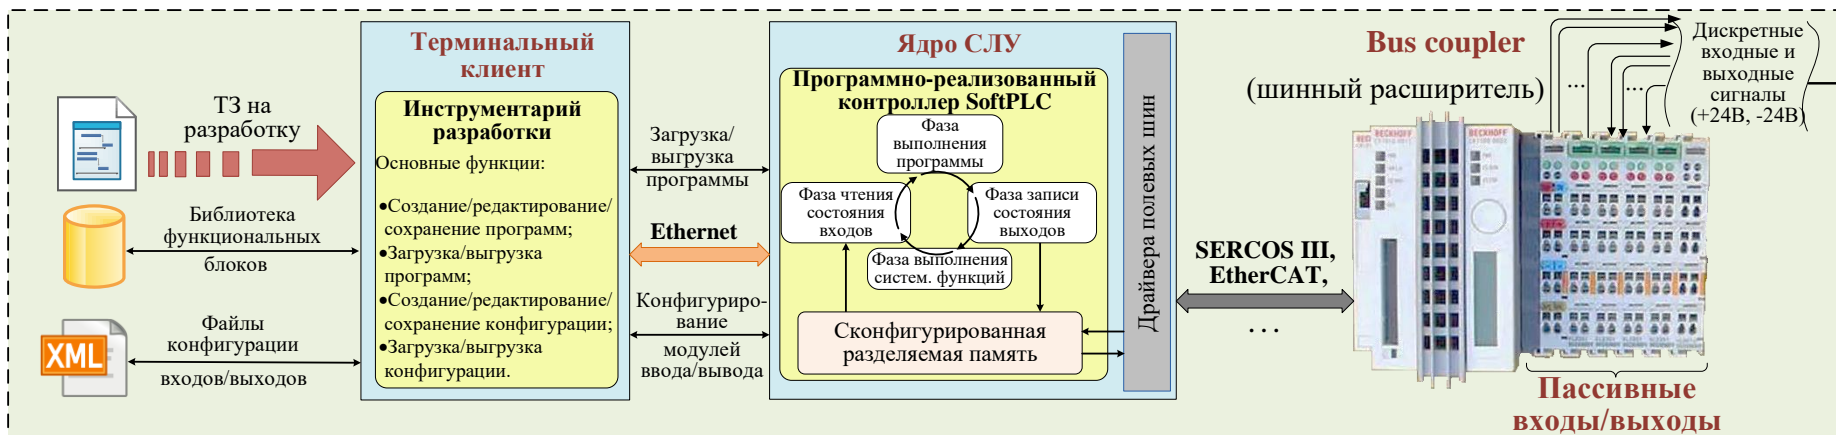 ТЗ на
разработку
Библиотека
функциональных
блоков
XML
Файлы
конфигурации
входов/выходов
Терминальный
клиент
Инструментарий
разработки
Основные функции:
•Создание/редактирование/
сохранение программ;
•Загрузка/выгрузка
программ;
•Создание/редактирование/
сохранение конфигурации;
•Загрузка/выгрузка
конфигурации.
Загрузка/
выгрузка
программы
Ethernet
Конфигуриро-
вание
модулей
ввода/вывода
Ядро СЛУ
Программно-реализованный
контроллер SoftPLC
Фаза
выполнения
программы
Фаза чтения
состояния
входов
Фаза записи
состояния
выходов
Фаза выполнения
систем. функций
Сконфигурированная
разделяемая память
Драйвера полевых шин
SERCOS III,
EtherCAT,
...
Bus coupler
(шинный расширитель)
BECKHOFF
BECKHOFF
...
...
Дискретные
входные и
выходные
сигналы
(+24В, -24В)
Пассивные
входы/выходы